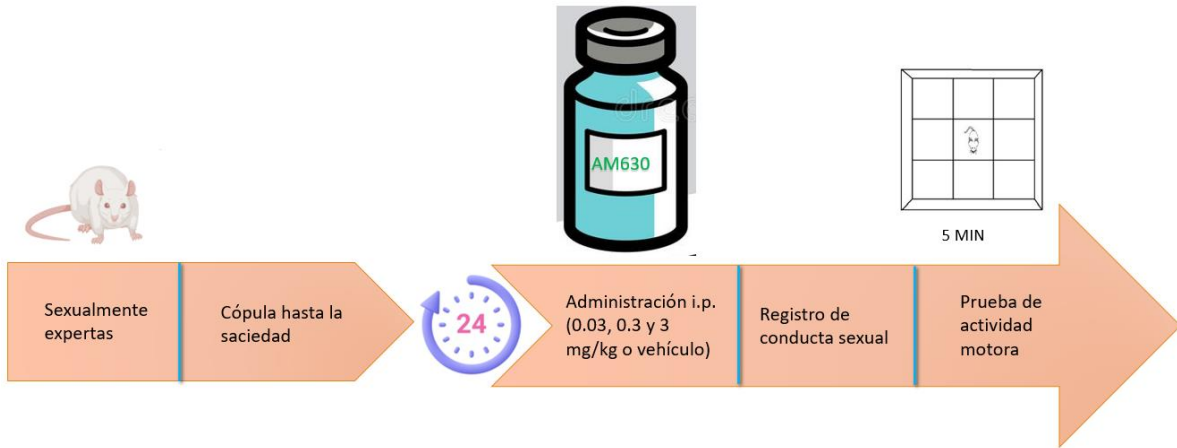 AM630
5 MIN
Sexualmente
expertas
Cópula hasta la
saciedad
24
Administración i.p.
(0.03, 0.3 y 3
mg/kg o vehículo)
Registro de
conducta sexual
Prueba de
actividad
motora